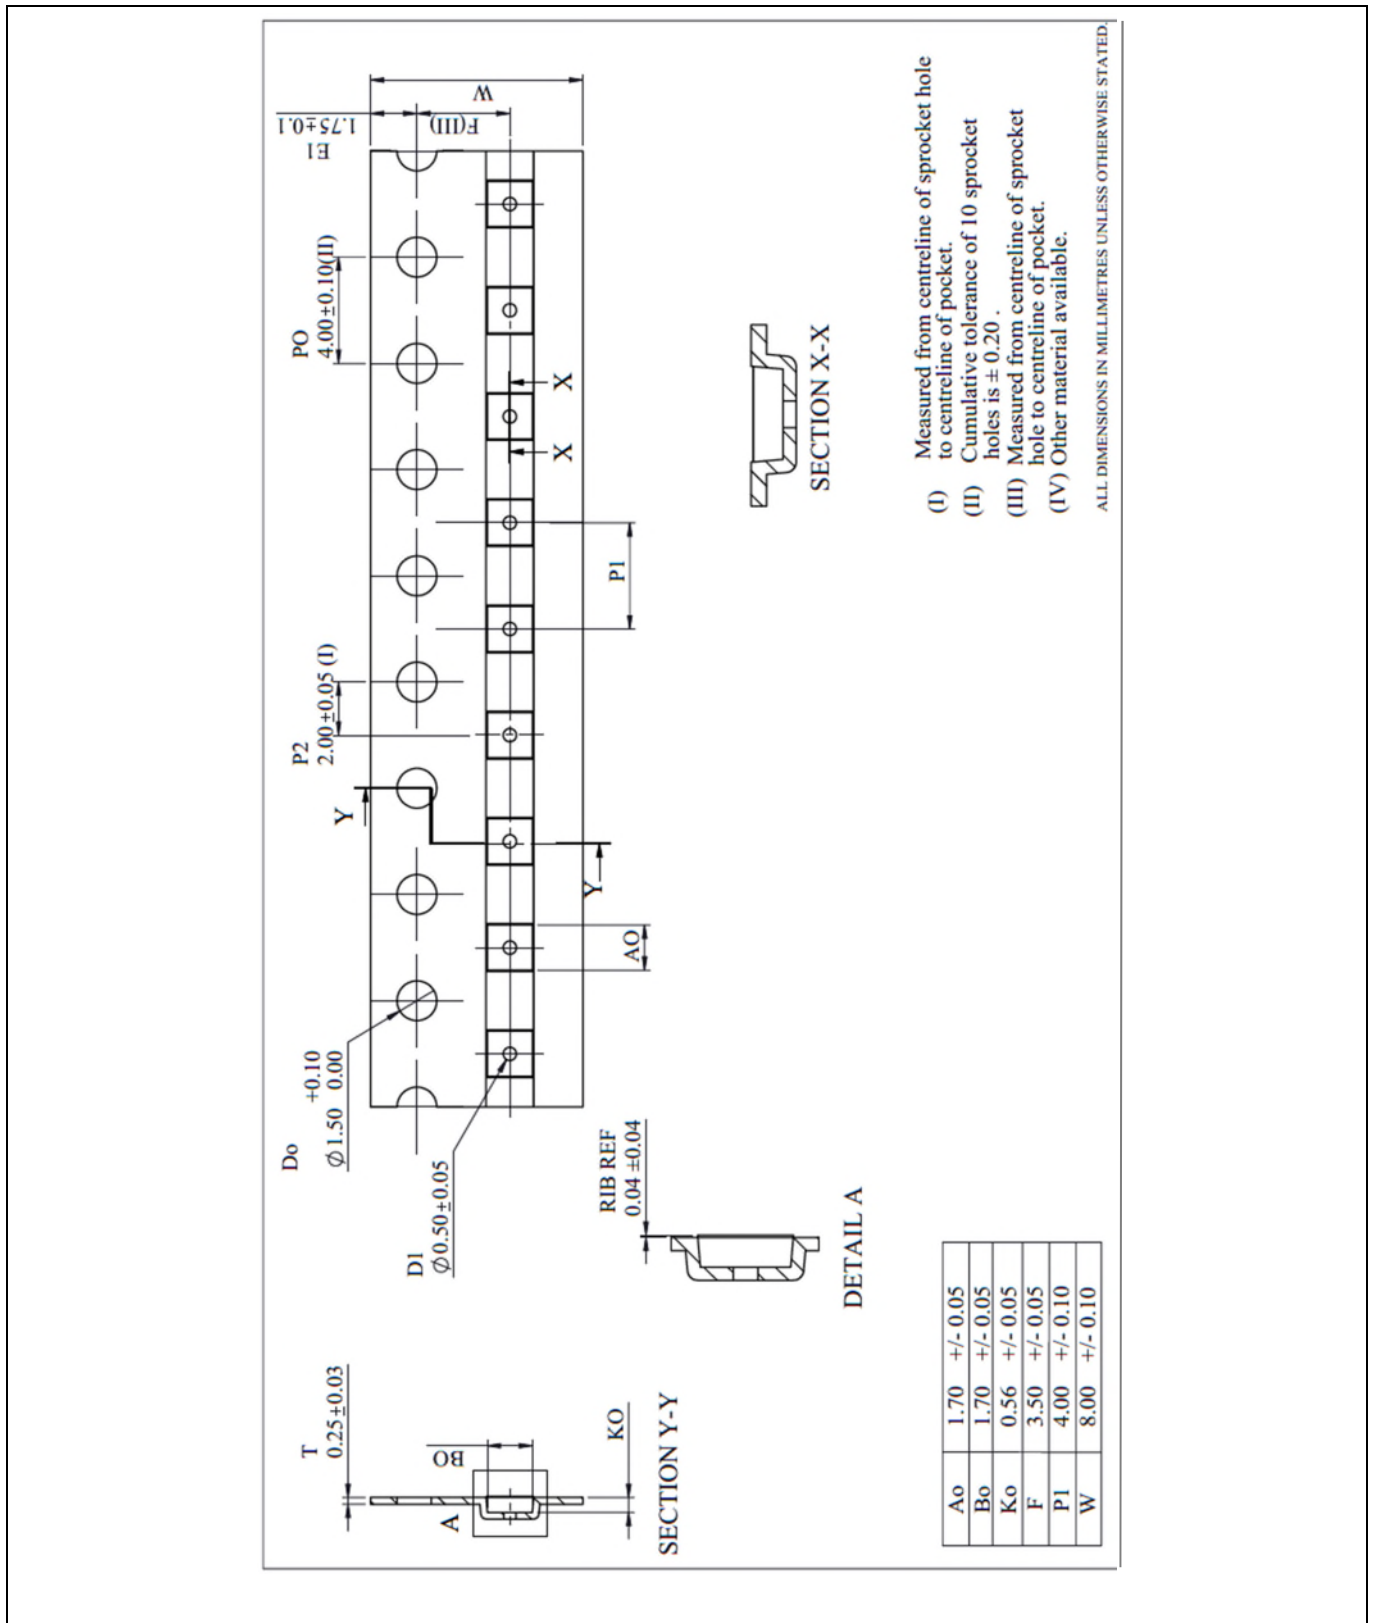 T
0.25±0.03
A
BO
KO
SECTION Y-Y
Do
+0.10
Ø1.50 0.00
D1
Ø0.50±0.05
RIB REF
0.04 ±0.04
DETAIL A
P2
2.00±0.05 (I)
Y
Y
AO
PO
4.00±0.10(II)
P1
X
X
E1
1.75±0.1
F(III)
W
SECTION X-X
Ao 1.70 +/- 0.05
Bo 1.70 +/- 0.05
Ko 0.56 +/- 0.05
F 3.50 +/- 0.05
P1 4.00 +/- 0.10
W 8.00 +/- 0.10
(I) Measured from centreline of sprocket hole
to centreline of pocket.
(II) Cumulative tolerance of 10 sprocket
holes is ± 0.20 .
(III) Measured from centreline of sprocket
hole to centreline of pocket.
(IV) Other material available.
ALL DIMENSIONS IN MILLIMETRES UNLESS OTHERWISE STATED.